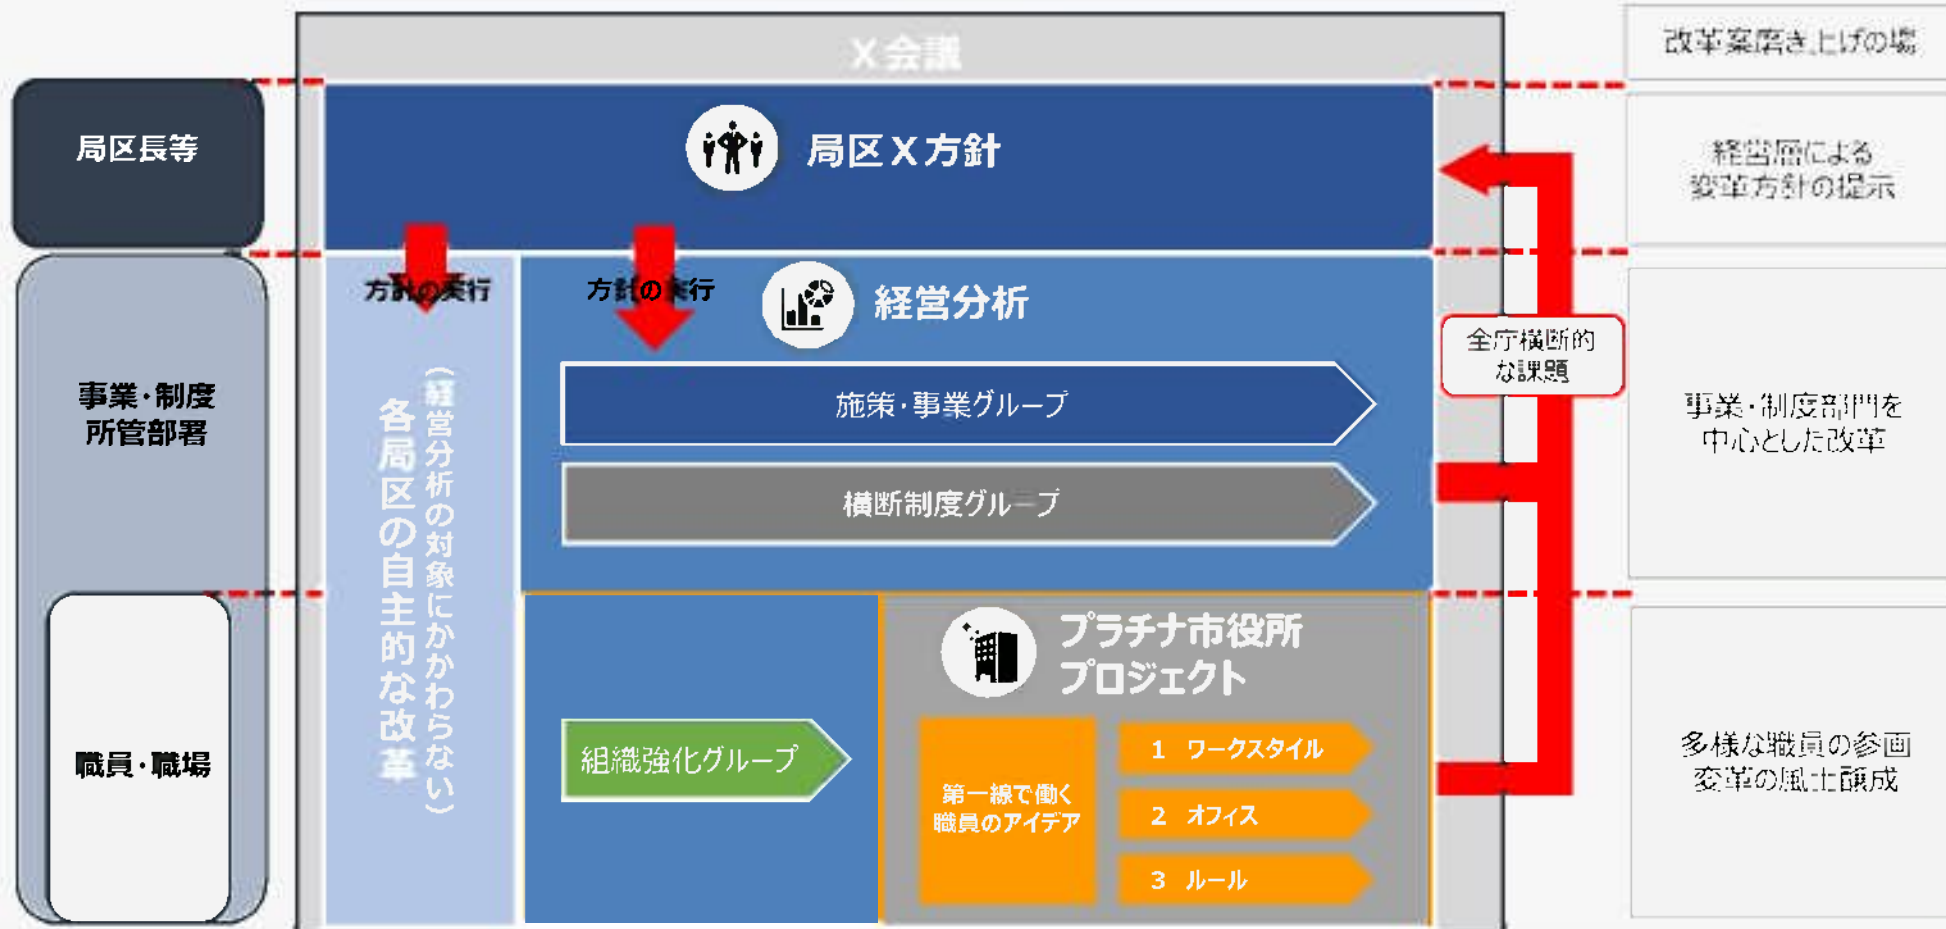 X会議
改革案磨き上げの場
局区長等
局区X方針
経営層による
変革方針の提示
方針の実行
方針の実行
経営分析
全庁横断的
な課題
事業・制度
所管部署
施策・事業グループ
横断制度グループ
事業・制度部門を
中心とした改革
各局区の自主的な改革
(経営分析の対象にかかわらない)
プラチナ市役所
プロジェクト
職員・職場
組織強化グループ
第一線で働く
職員のアイデア
1 ワークスタイル
2 オフィス
3 ルール
多様な職員の参画
変革の風土醸成